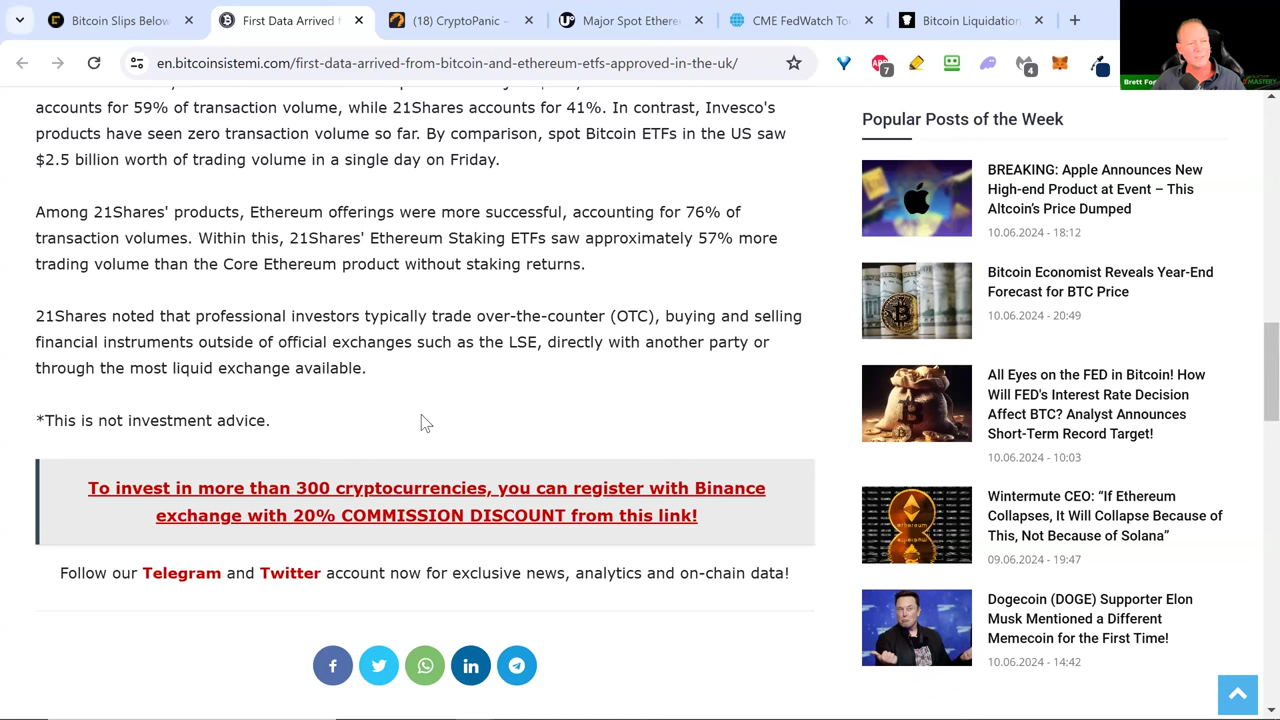 Bitcoin Slips Below
First Data Arrived f
(18) CryptoPanic -
Major Spot Ethere
CME FedWatch To
Bitcoin Liquidation
en.bitcoinsistemi.com/first-data-arrived-from-bitcoin-and-ethereum-etfs-approved-in-the-uk/
7
4
accounts for 59% of transaction volume, while 21Shares accounts for 41%. In contrast, Invesco's
products have seen zero transaction volume so far. By comparison, spot Bitcoin ETFs in the US saw
$2.5 billion worth of trading volume in a single day on Friday.
Among 21Shares' products, Ethereum offerings were more successful, accounting for 76% of
transaction volumes. Within this, 21Shares' Ethereum Staking ETFs saw approximately 57% more
trading volume than the Core Ethereum product without staking returns.
21Shares noted that professional investors typically trade over-the-counter (OTC), buying and selling
financial instruments outside of official exchanges such as the LSE, directly with another party or
through the most liquid exchange available.
*This is not investment advice.
To invest in more than 300 cryptocurrencies, you can register with Binance
with a 20% COMMISSION DISCOUNT from this link!
Follow our Telegram and Twitter account now for exclusive news, analytics and on-chain data!
Popular Posts of the Week
BREAKING: Apple Announces New
High-end Product at Event – This
Altcoin's Price Dumped
10.06.2024 - 18:12
Bitcoin Economist Reveals Year-End
Forecast for BTC Price
10.06.2024 - 20:49
All Eyes on the FED in Bitcoin! How
Will FED's Interest Rate Decision
Affect BTC? Analyst Announces
Short-Term Record Target!
10.06.2024 - 10:03
Wintermute CEO: “If Ethereum
Collapses, It Will Collapse Because of
This, Not Because of Solana”
09.06.2024 - 19:47
Dogecoin (DOGE) Supporter Elon
Musk Mentioned a Different
Memecoin for the First Time!
10.06.2024 - 14:42